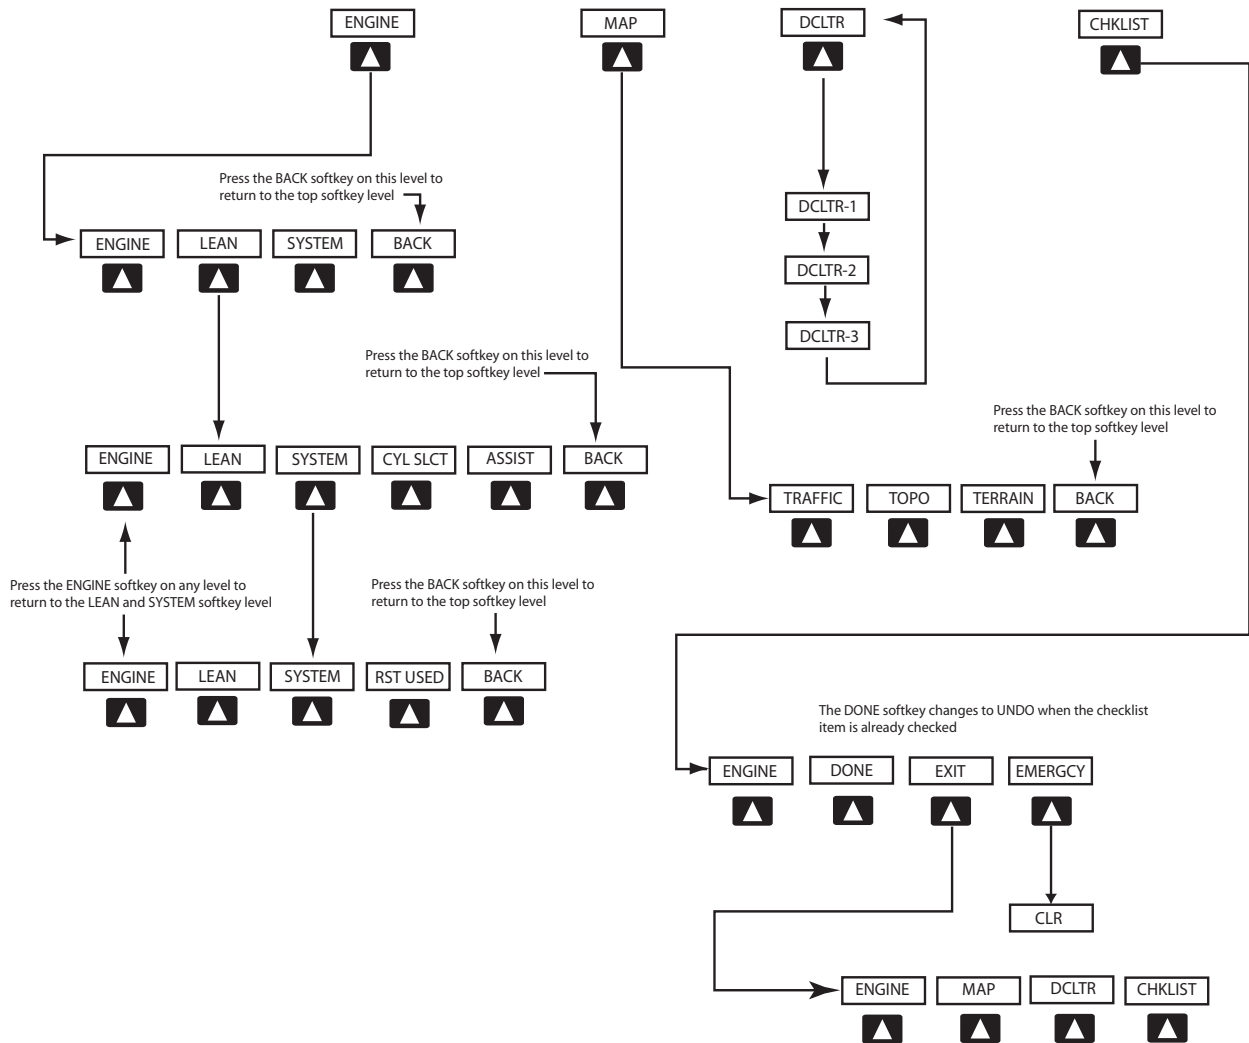 ENGINE
MAP
DCLTR
CHKLIST
Press the BACK softkey on this level to
return to the top softkey level
DCLTR-1
ENGINE
LEAN
SYSTEM
BACK
DCLTR-2
DCLTR-3
Press the BACK softkey on this level to
return to the top softkey level
Press the BACK softkey on this level to
return to the top softkey level
ENGINE
LEAN
SYSTEM
CYL SLCT
ASSIST
BACK
TRAFFIC
TOPO
TERRAIN
BACK
Press the ENGINE softkey on any level to
return to the LEAN and SYSTEM softkey level
Press the BACK softkey on this level to
return to the top softkey level
ENGINE
LEAN
SYSTEM
RST USED
BACK
The DONE softkey changes to UNDO when the checklist
item is already checked
ENGINE
DONE
EXIT
EMERGCY
CLR
ENGINE
MAP
DCLTR
CHKLIST